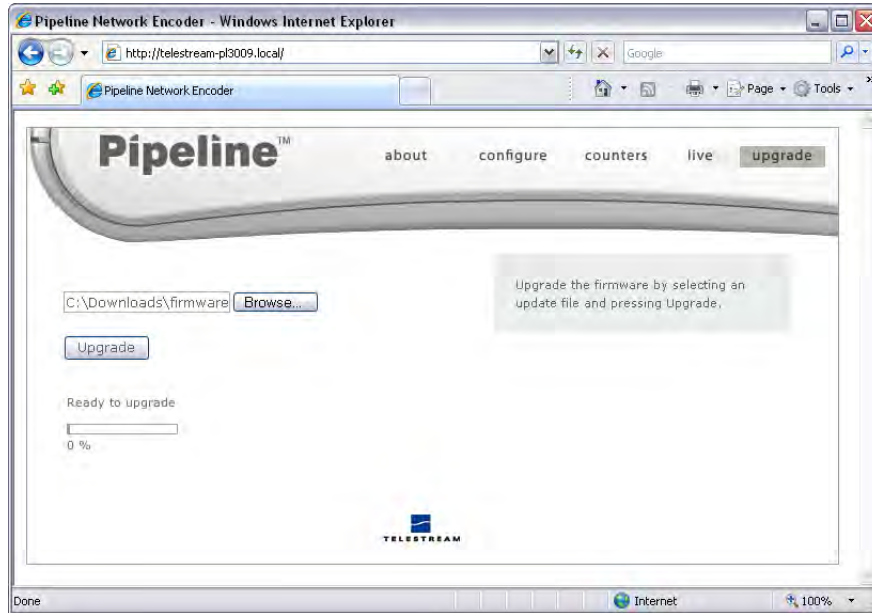 Pipeline Network Encoder - Windows Internet Explorer
http://telestream-pl3009.local/
Google
Pipeline Network Encoder
Page
Tools
Pipeline™
about configure counters live upgrade
C:\Downloads\firmware Browse...
Upgrade the firmware by selecting an
update file and pressing Upgrade.
Upgrade
Ready to upgrade
0 %
TELESTREAM
Done
Internet
100%